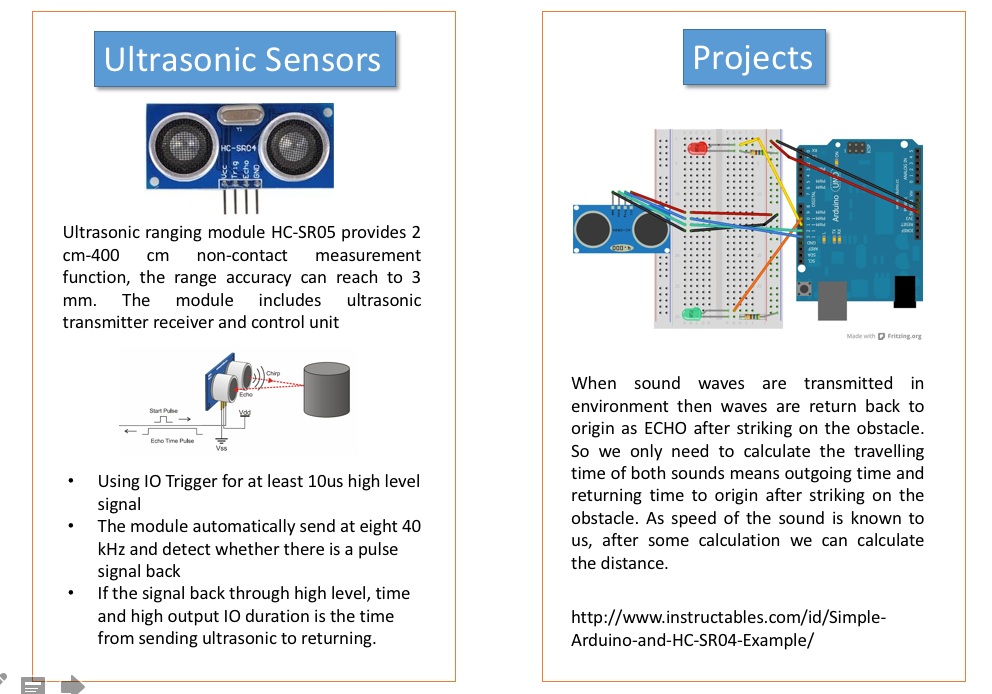 Ultrasonic Sensors
Y1
HC-SR04
Vcc
Trig
Echo
GND
Ultrasonic ranging module HC-SR05 provides 2
cm-400 cm non-contact measurement
function, the range accuracy can reach to 3
mm. The module includes ultrasonic
transmitter receiver and control unit
Chirp
Echo
Start Pulse
Vdd
Echo Time Pulse
Vss
• Using IO Trigger for at least 10us high level
signal
• The module automatically send at eight 40
kHz and detect whether there is a pulse
signal back
• If the signal back through high level, time
and high output IO duration is the time
from sending ultrasonic to returning.
Projects
Arduino
UNO
Made with Fritzing.org
When sound waves are transmitted in
environment then waves are return back to
origin as ECHO after striking on the obstacle.
So we only need to calculate the travelling
time of both sounds means outgoing time and
returning time to origin after striking on the
obstacle. As speed of the sound is known to
us, after some calculation we can calculate
the distance.
http://www.instructables.com/id/Simple-
Arduino-and-HC-SR04-Example/